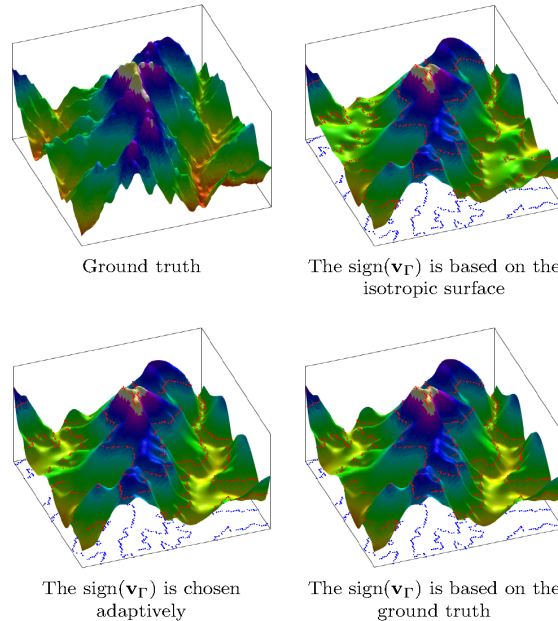 Ground truth
The sign(v_Γ) is based on the
isotropic surface
The sign(v_Γ) is chosen
adaptively
The sign(v_Γ) is based on the
ground truth